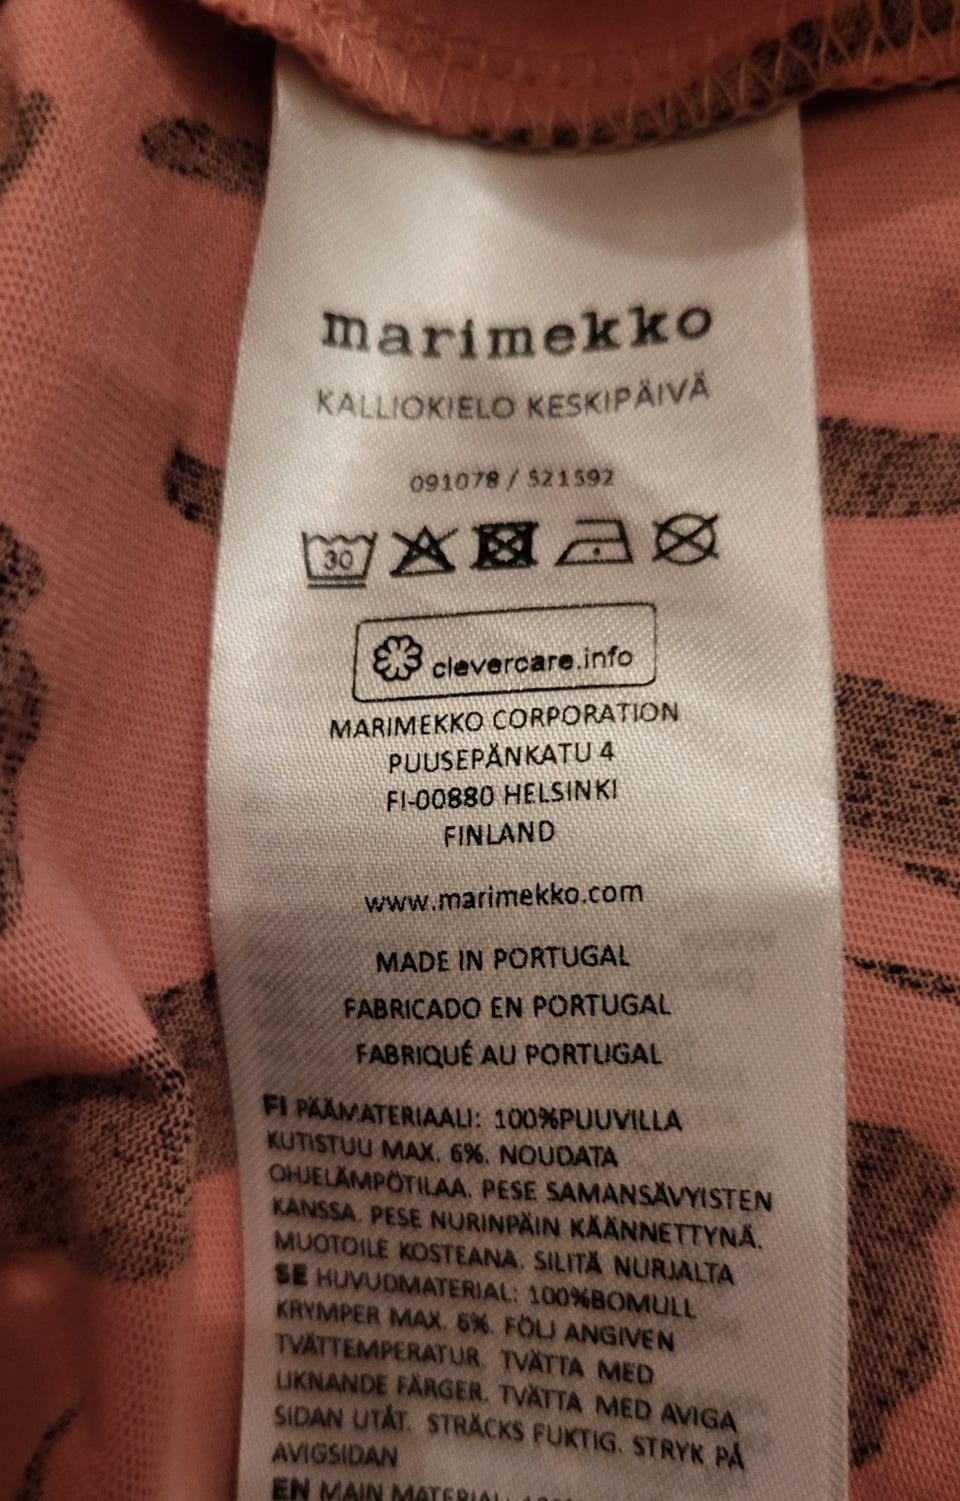 marimekko
KALLIOKIELO KESKIPÄIVÄ
091078 / 521592
30
clevercare.info
MARIMEKKO CORPORATION
PUUSEPÄNKATU 4
FI-00880 HELSINKI
FINLAND
www.marimekko.com
MADE IN PORTUGAL
FABRICADO EN PORTUGAL
FABRIQUÉ AU PORTUGAL
FI PÄÄMATERIAALI: 100%PUUVILLA
KUTISTUU MAX. 6%. NOUDATA
OHJELÄMPÖTILAA. PESE SAMANSÄVYISTEN
KANSSA. PESE NURINPÄIN KÄÄNNETTYNÄ.
MUOTOILE KOSTEANA. SILITÄ NURJALTA
SE HUVUDMATERIAL: 100%BOMULL
KRYMPER MAX. 6%. FÖLJ ANGIVEN
TVÄTTEMPERATUR. TVÄTTA MED
LIKNANDE FÄRGER. TVÄTTA MED AVIGA
SIDAN UTÅT. STRÄCKS FUKTIG. STRYK PÅ
AVIGSIDAN
EN MAIN MATERIAL: